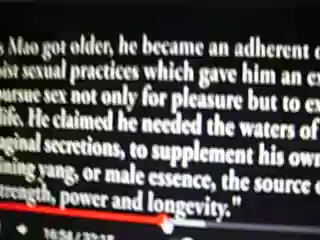 Mao got older, he became an adherent
sexual practices which gave him an
sex not only for pleasure but to
life. He claimed he needed the waters of
secretions, to supplement his own
yang, or male essence, the source
strength, power and longevity."